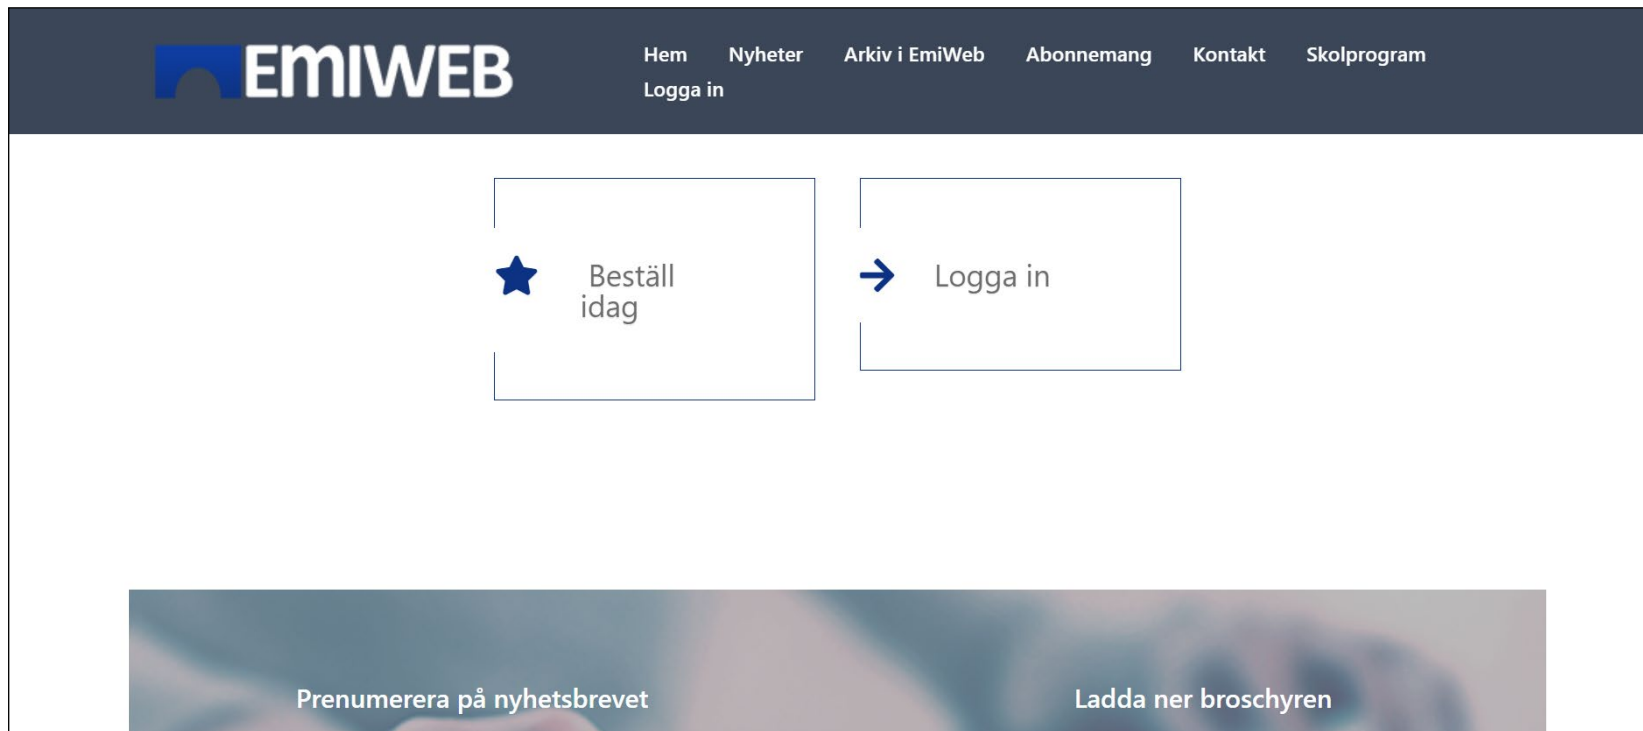 EMIWEB
Hem Nyheter Arkiv i EmiWeb Abonnemang Kontakt Skolprogram
Logga in
Beställ
idag
Logga in
Prenumerera på nyhetsbrevet
Ladda ner broschyren